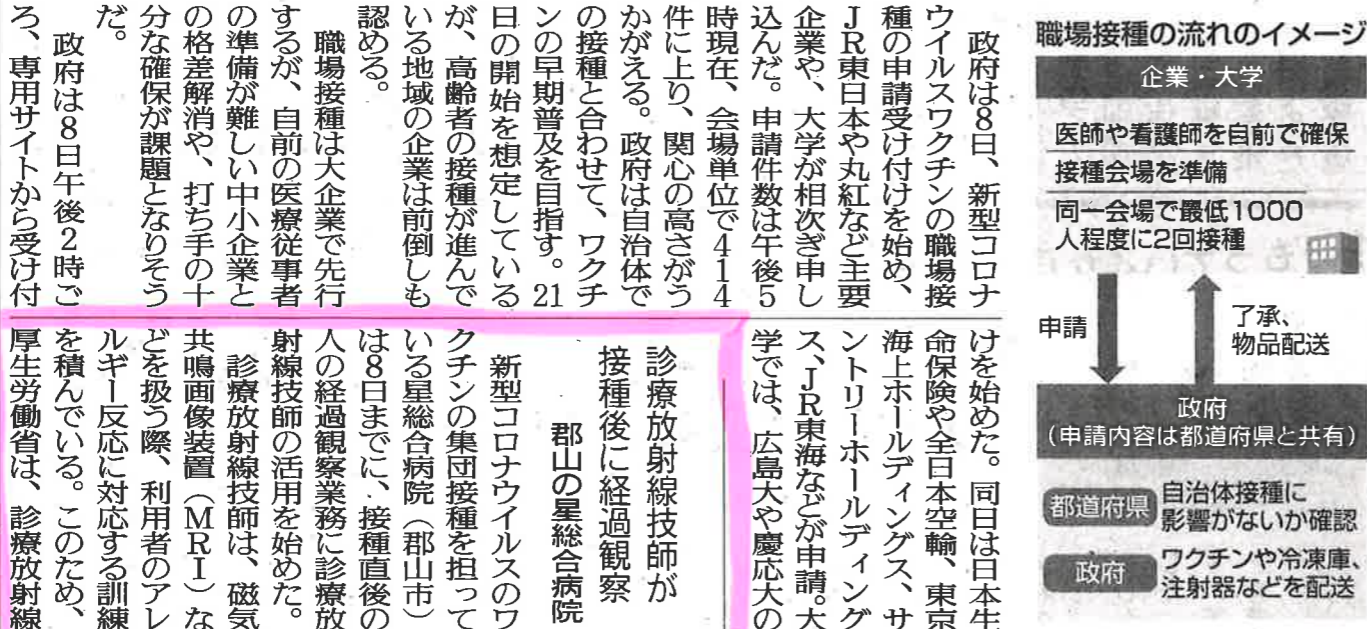 職場接種の流れのイメージ
企業・大学
医師や看護師を自前で確保
接種会場を準備
同一会場で最低1000
人程度に2回接種
申請
了承、
物品配送
政府
(申請内容は都道府県と共有)
都道府県
自治体接種に
影響がないか確認
政府
ワクチンや冷凍庫、
注射器などを配送
政府は8日、新型コロナ
ウイルスワクチンの職場接
種の申請受け付けを始め、
JR東日本や丸紅など主要
企業や、大学が相次ぎ申し
込んだ。申請件数は午後5
時現在、会場単位で414
件に上り、関心の高さがう
かがえる。政府は自治体で
の接種と合わせて、ワクチ
ンの早期普及を目指す。21
日の開始を想定している
が、高齢者の接種が進んで
いる地域の企業は前倒しも
認める。
職場接種は大企業で先行
するが、自前の医療従事者
の準備が難しい中小企業と
の格差解消や、打ち手の十
分な確保が課題となりそう
だ。
政府は8日午後2時ご
ろ、専用サイトから受け付
けを始めた。同日は日本生
命保険や全日本空輸、東京
海上ホールディングス、サ
ントリーホールディング
ス、JR東海などが申請。大
学では、広島大や慶応大の
診療放射線技師が
接種後に経過観察
郡山の星総合病院
新型コロナウイルスのワ
クチンの集団接種を担って
いる星総合病院(郡山市)
は8日までに、接種直後の
人の経過観察業務に診療放
射線技師の活用を始めた。
診療放射線技師は、磁気
共鳴画像装置(MRI)な
どを扱う際、利用者のアレ
ルギー反応に対応する訓練
を積んでいる。このため、
厚生労働省は、診療放射線